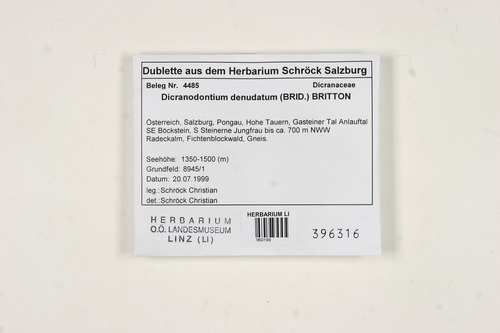 Dublette aus dem Herbarium Schröck Salzburg
Beleg Nr. 4485 Dicranaceae
Dicranodontium denudatum (BRID.) BRITTON
Österreich, Salzburg, Pongau, Hohe Tauern, Gasteiner Tal Anlauftal
SE Böckstein, S Steinerne Jungfrau bis ca. 700 m NWW
Radeckalm, Fichtenblockwald, Gneis.
Seehöhe: 1350-1500 (m)
Grundfeld: 8945/1
Datum: 20.07.1999
leg.:Schröck Christian
det.:Schröck Christian
HERBARIUM
O.Ö. LANDESMUSEUM
LINZ (LI)
HERBARIUM LI
960199
396316